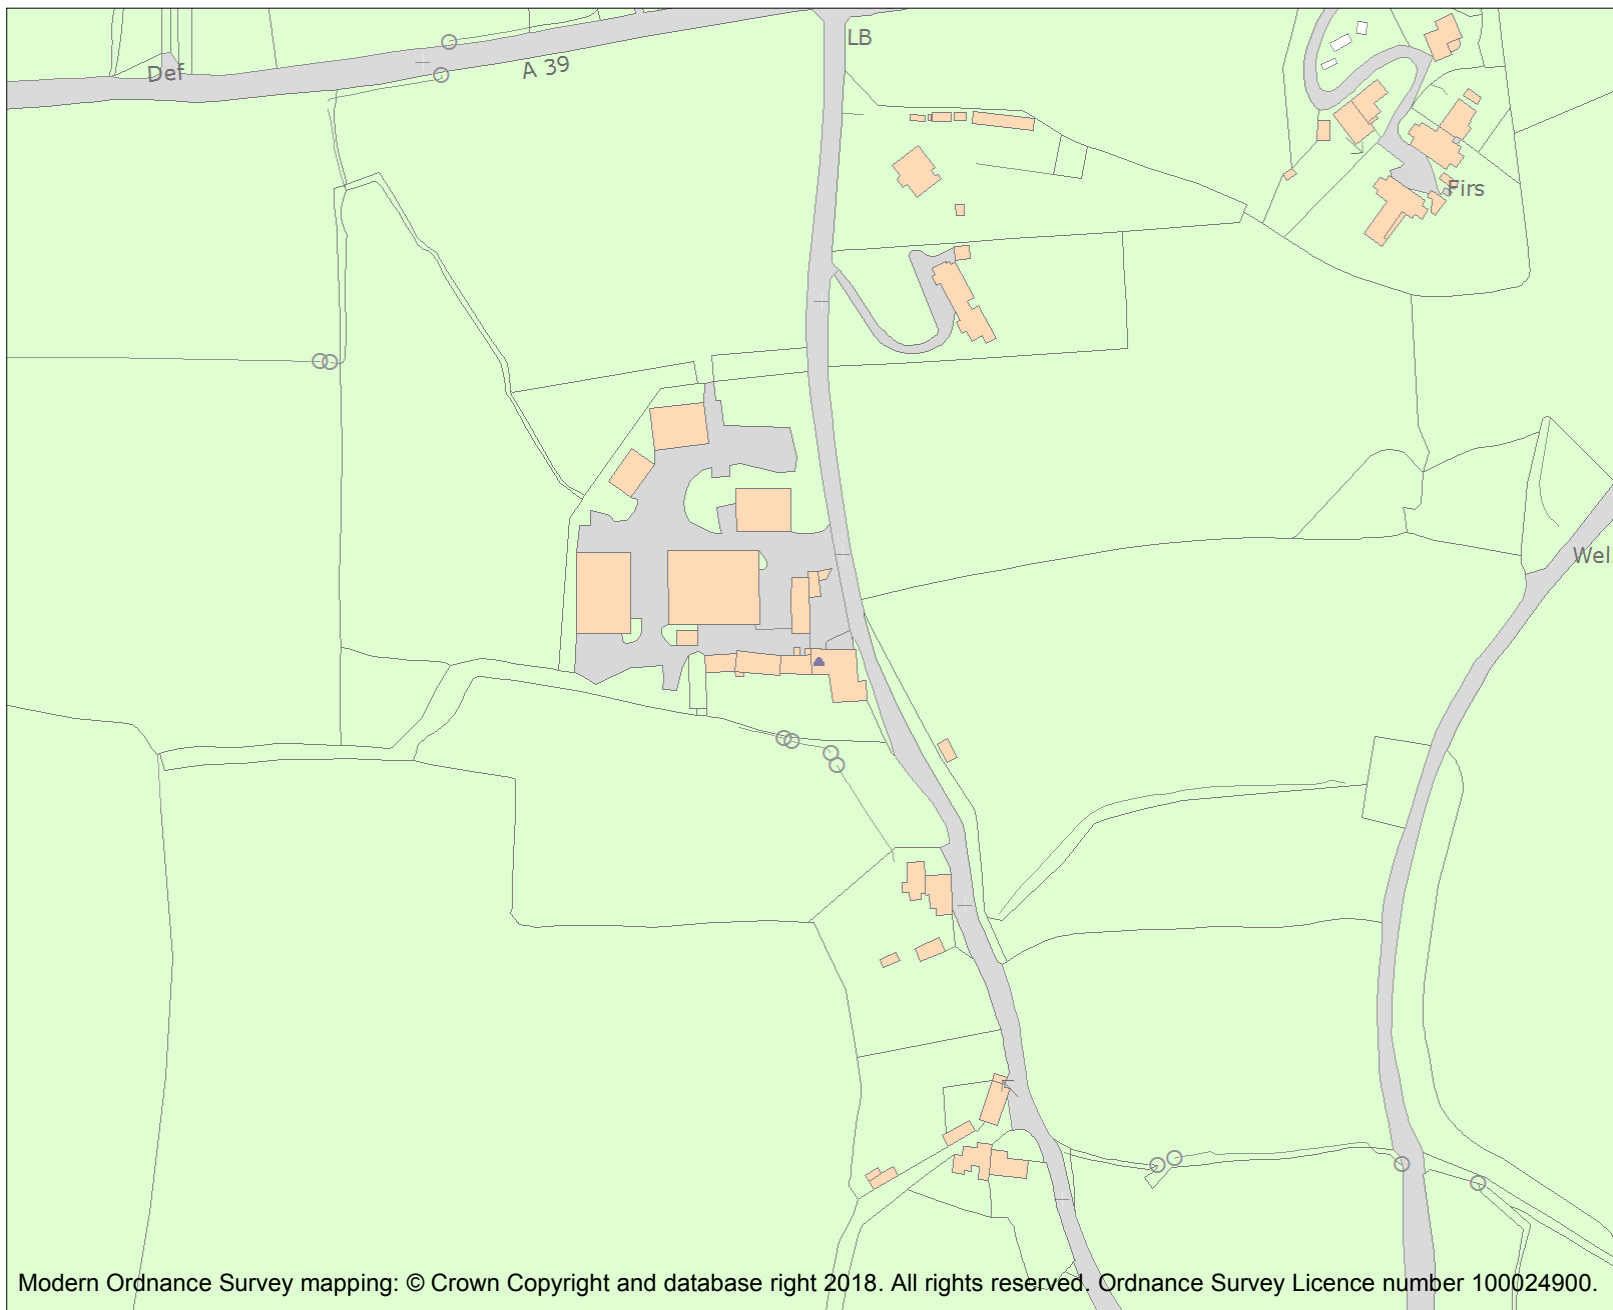 LB
Def
A 39
Firs
Wel
Modern Ordnance Survey mapping: © Crown Copyright and database right 2018. All rights reserved. Ordnance Survey Licence number 100024900.